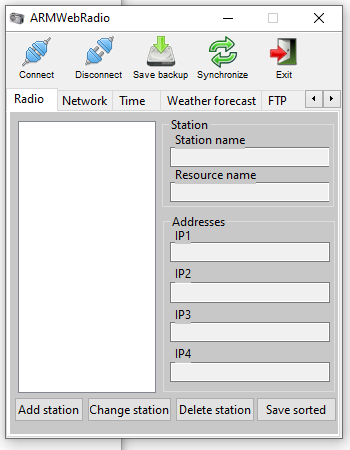 ARMWebRadio
Connect Disconnect Save backup Synchronize Exit
Radio Network Time Weather forecast FTP
Station
Station name
Resource name
Addresses
IP1
IP2
IP3
IP4
Add station Change station Delete station Save sorted